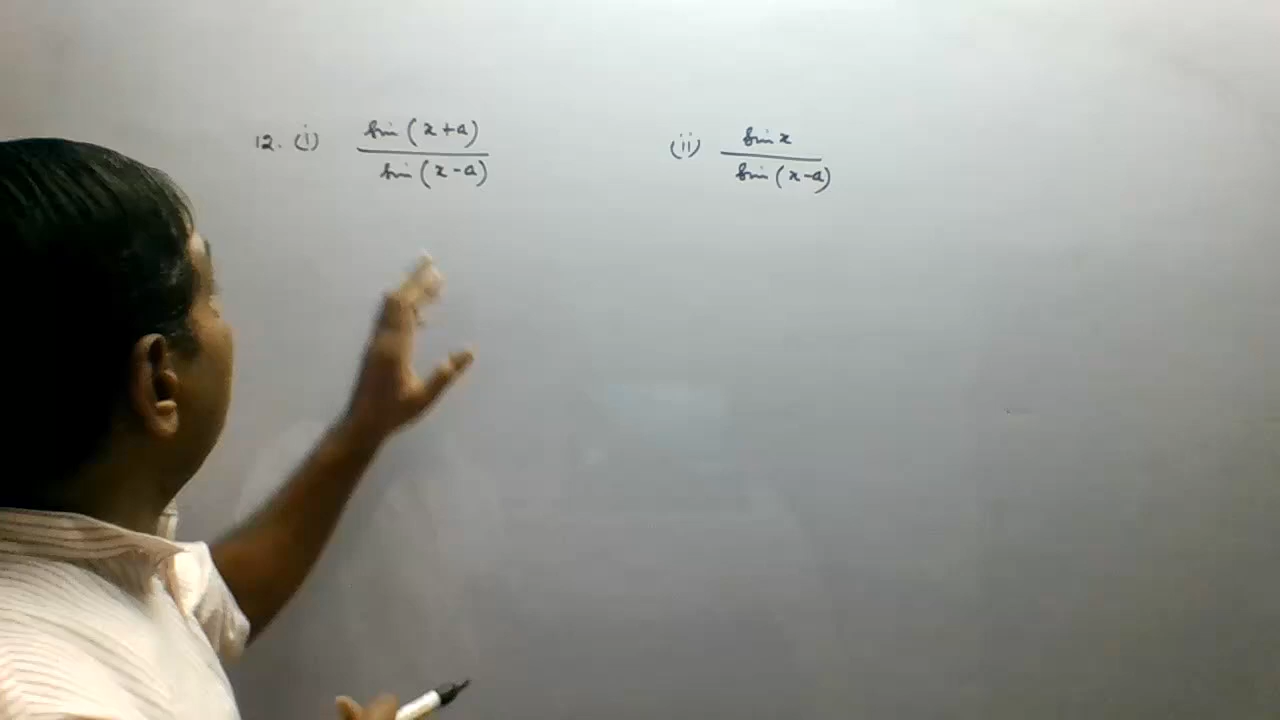 12. (i) sin (x+a) / sin (x-a)
(ii) sin x / sin (x-a)